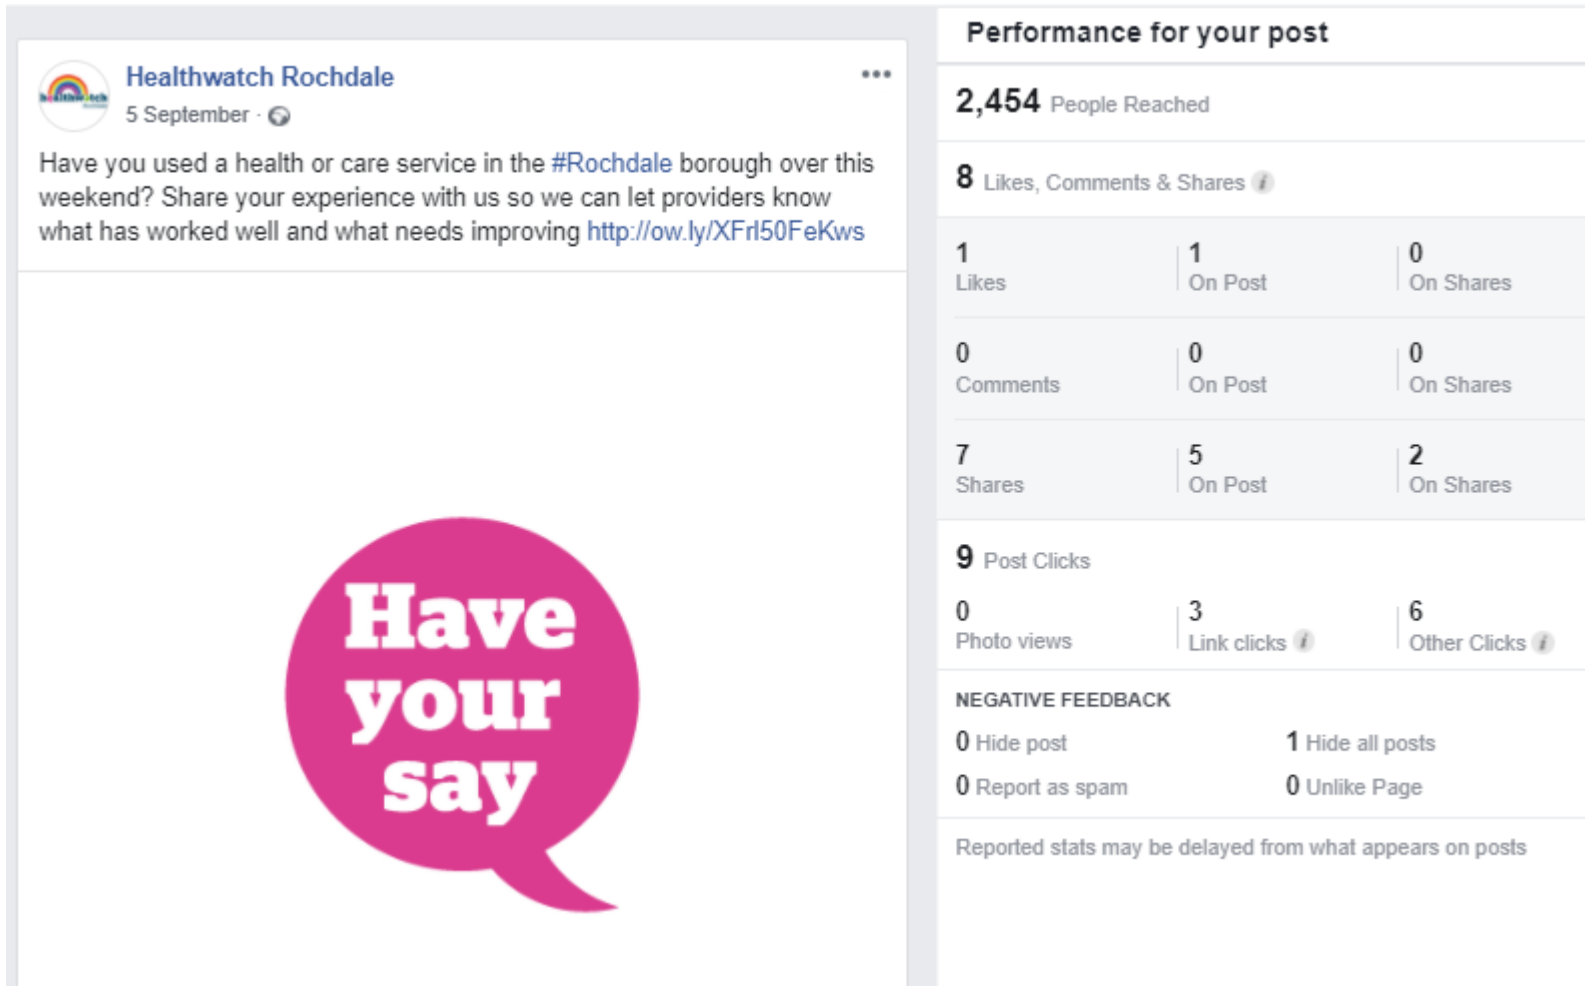 Healthwatch Rochdale
5 September ·
Have you used a health or care service in the #Rochdale borough over this
weekend? Share your experience with us so we can let providers know
what has worked well and what needs improving http://ow.ly/XFrI50FeKws
Have
your
say
Performance for your post
2,454 People Reached
8 Likes, Comments & Shares
1 1 0
Likes On Post On Shares
0 0 0
Comments On Post On Shares
7 5 2
Shares On Post On Shares
9 Post Clicks
0 3 6
Photo views Link clicks Other Clicks
NEGATIVE FEEDBACK
0 Hide post 1 Hide all posts
0 Report as spam 0 Unlike Page
Reported stats may be delayed from what appears on posts